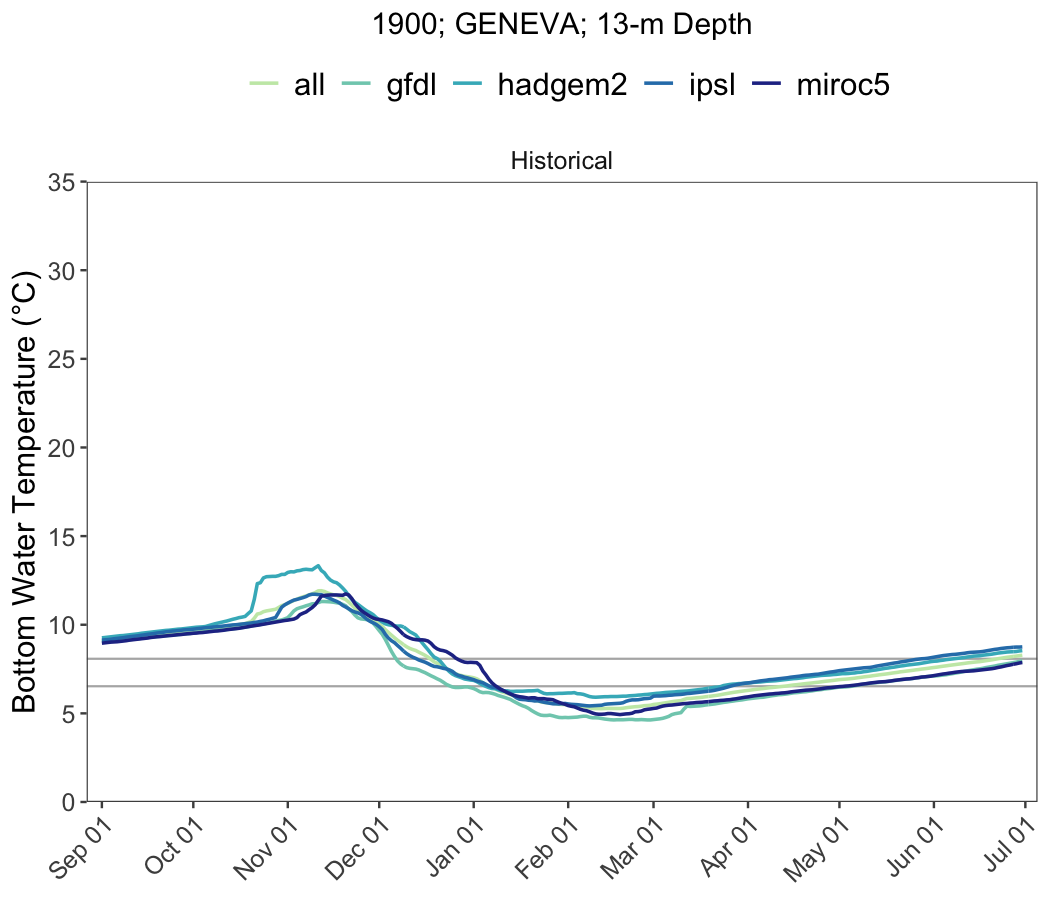 1900; GENEVA; 13-m Depth
all gfdl hadgem2 ipsl miroc5
Historical
Bottom Water Temperature (°C)
35
30
25
20
15
10
5
0
Sep 01 Oct 01 Nov 01 Dec 01 Jan 01 Feb 01 Mar 01 Apr 01 May 01 Jun 01 Jul 01